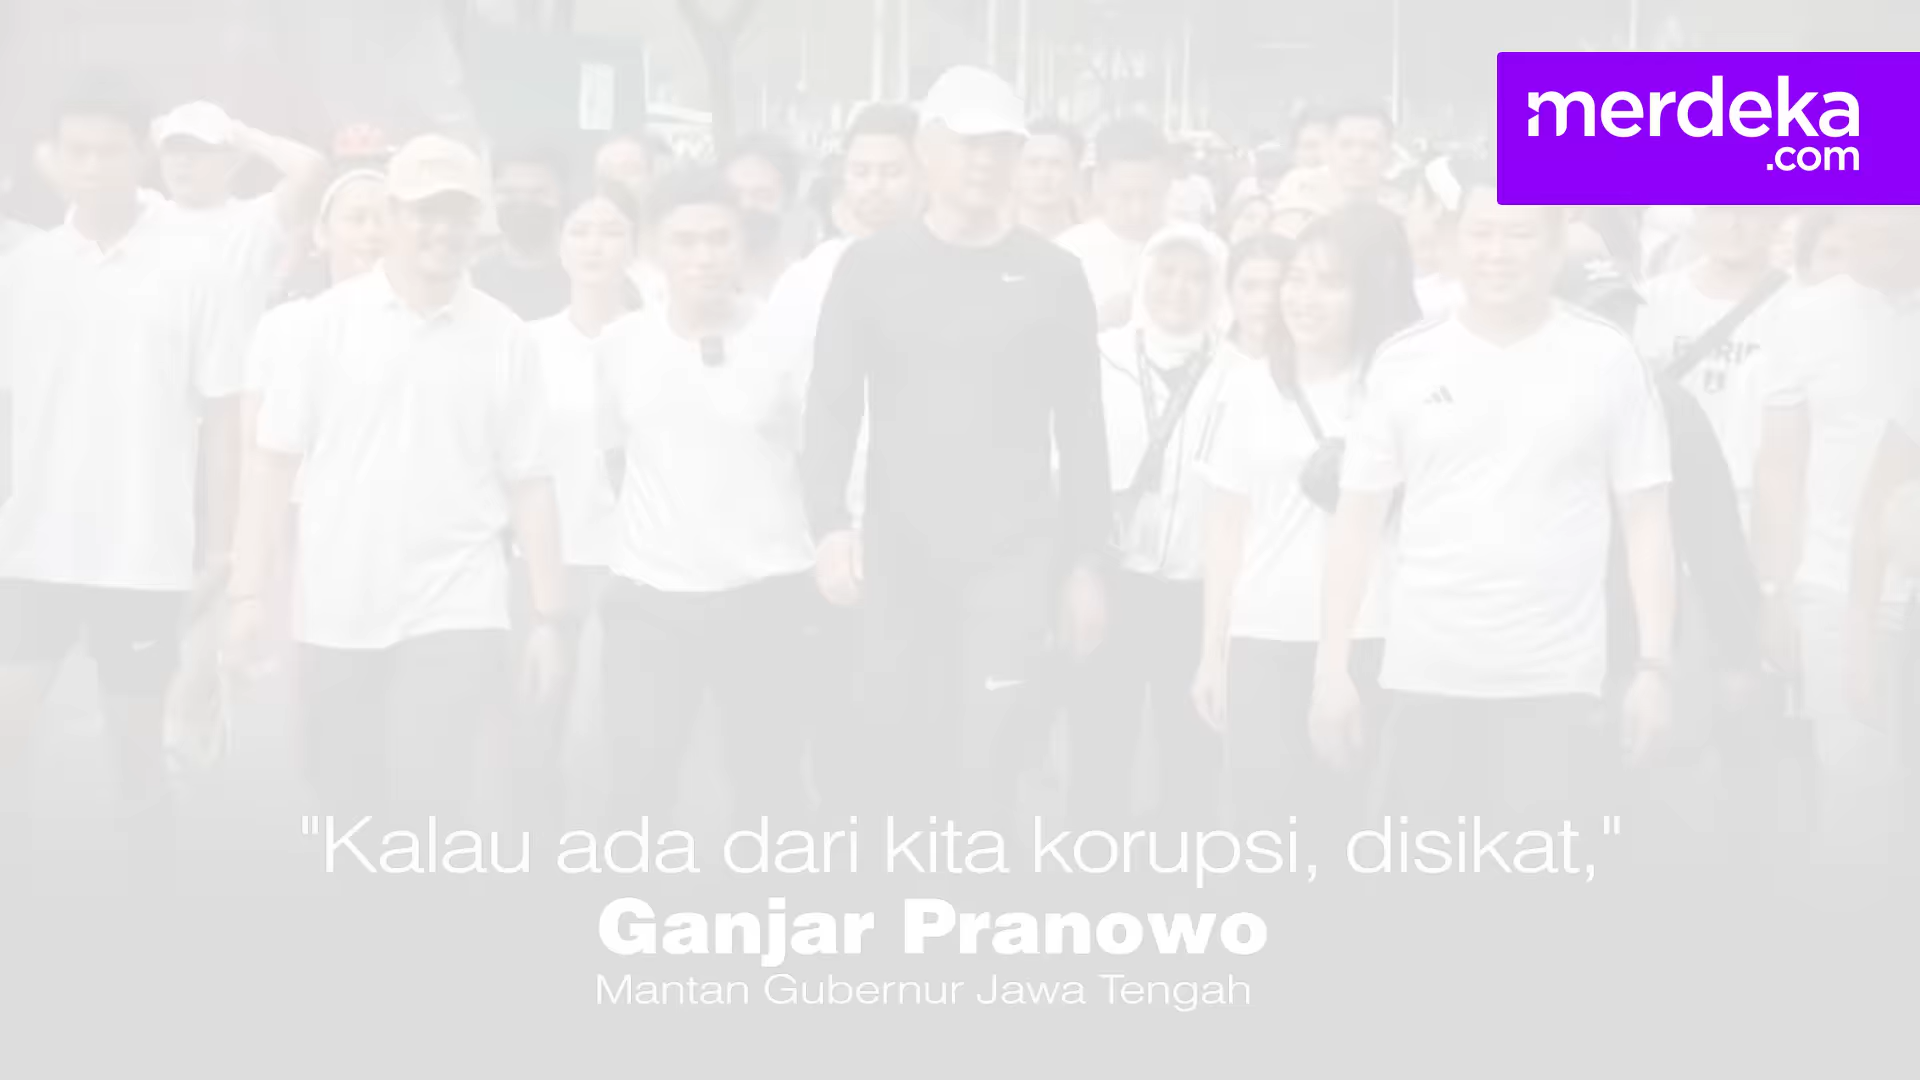 merdeka
.com
"Kalau ada dari kita korupsi, disikat,"
Ganjar Pranowo
Mantan Gubernur Jawa Tengah